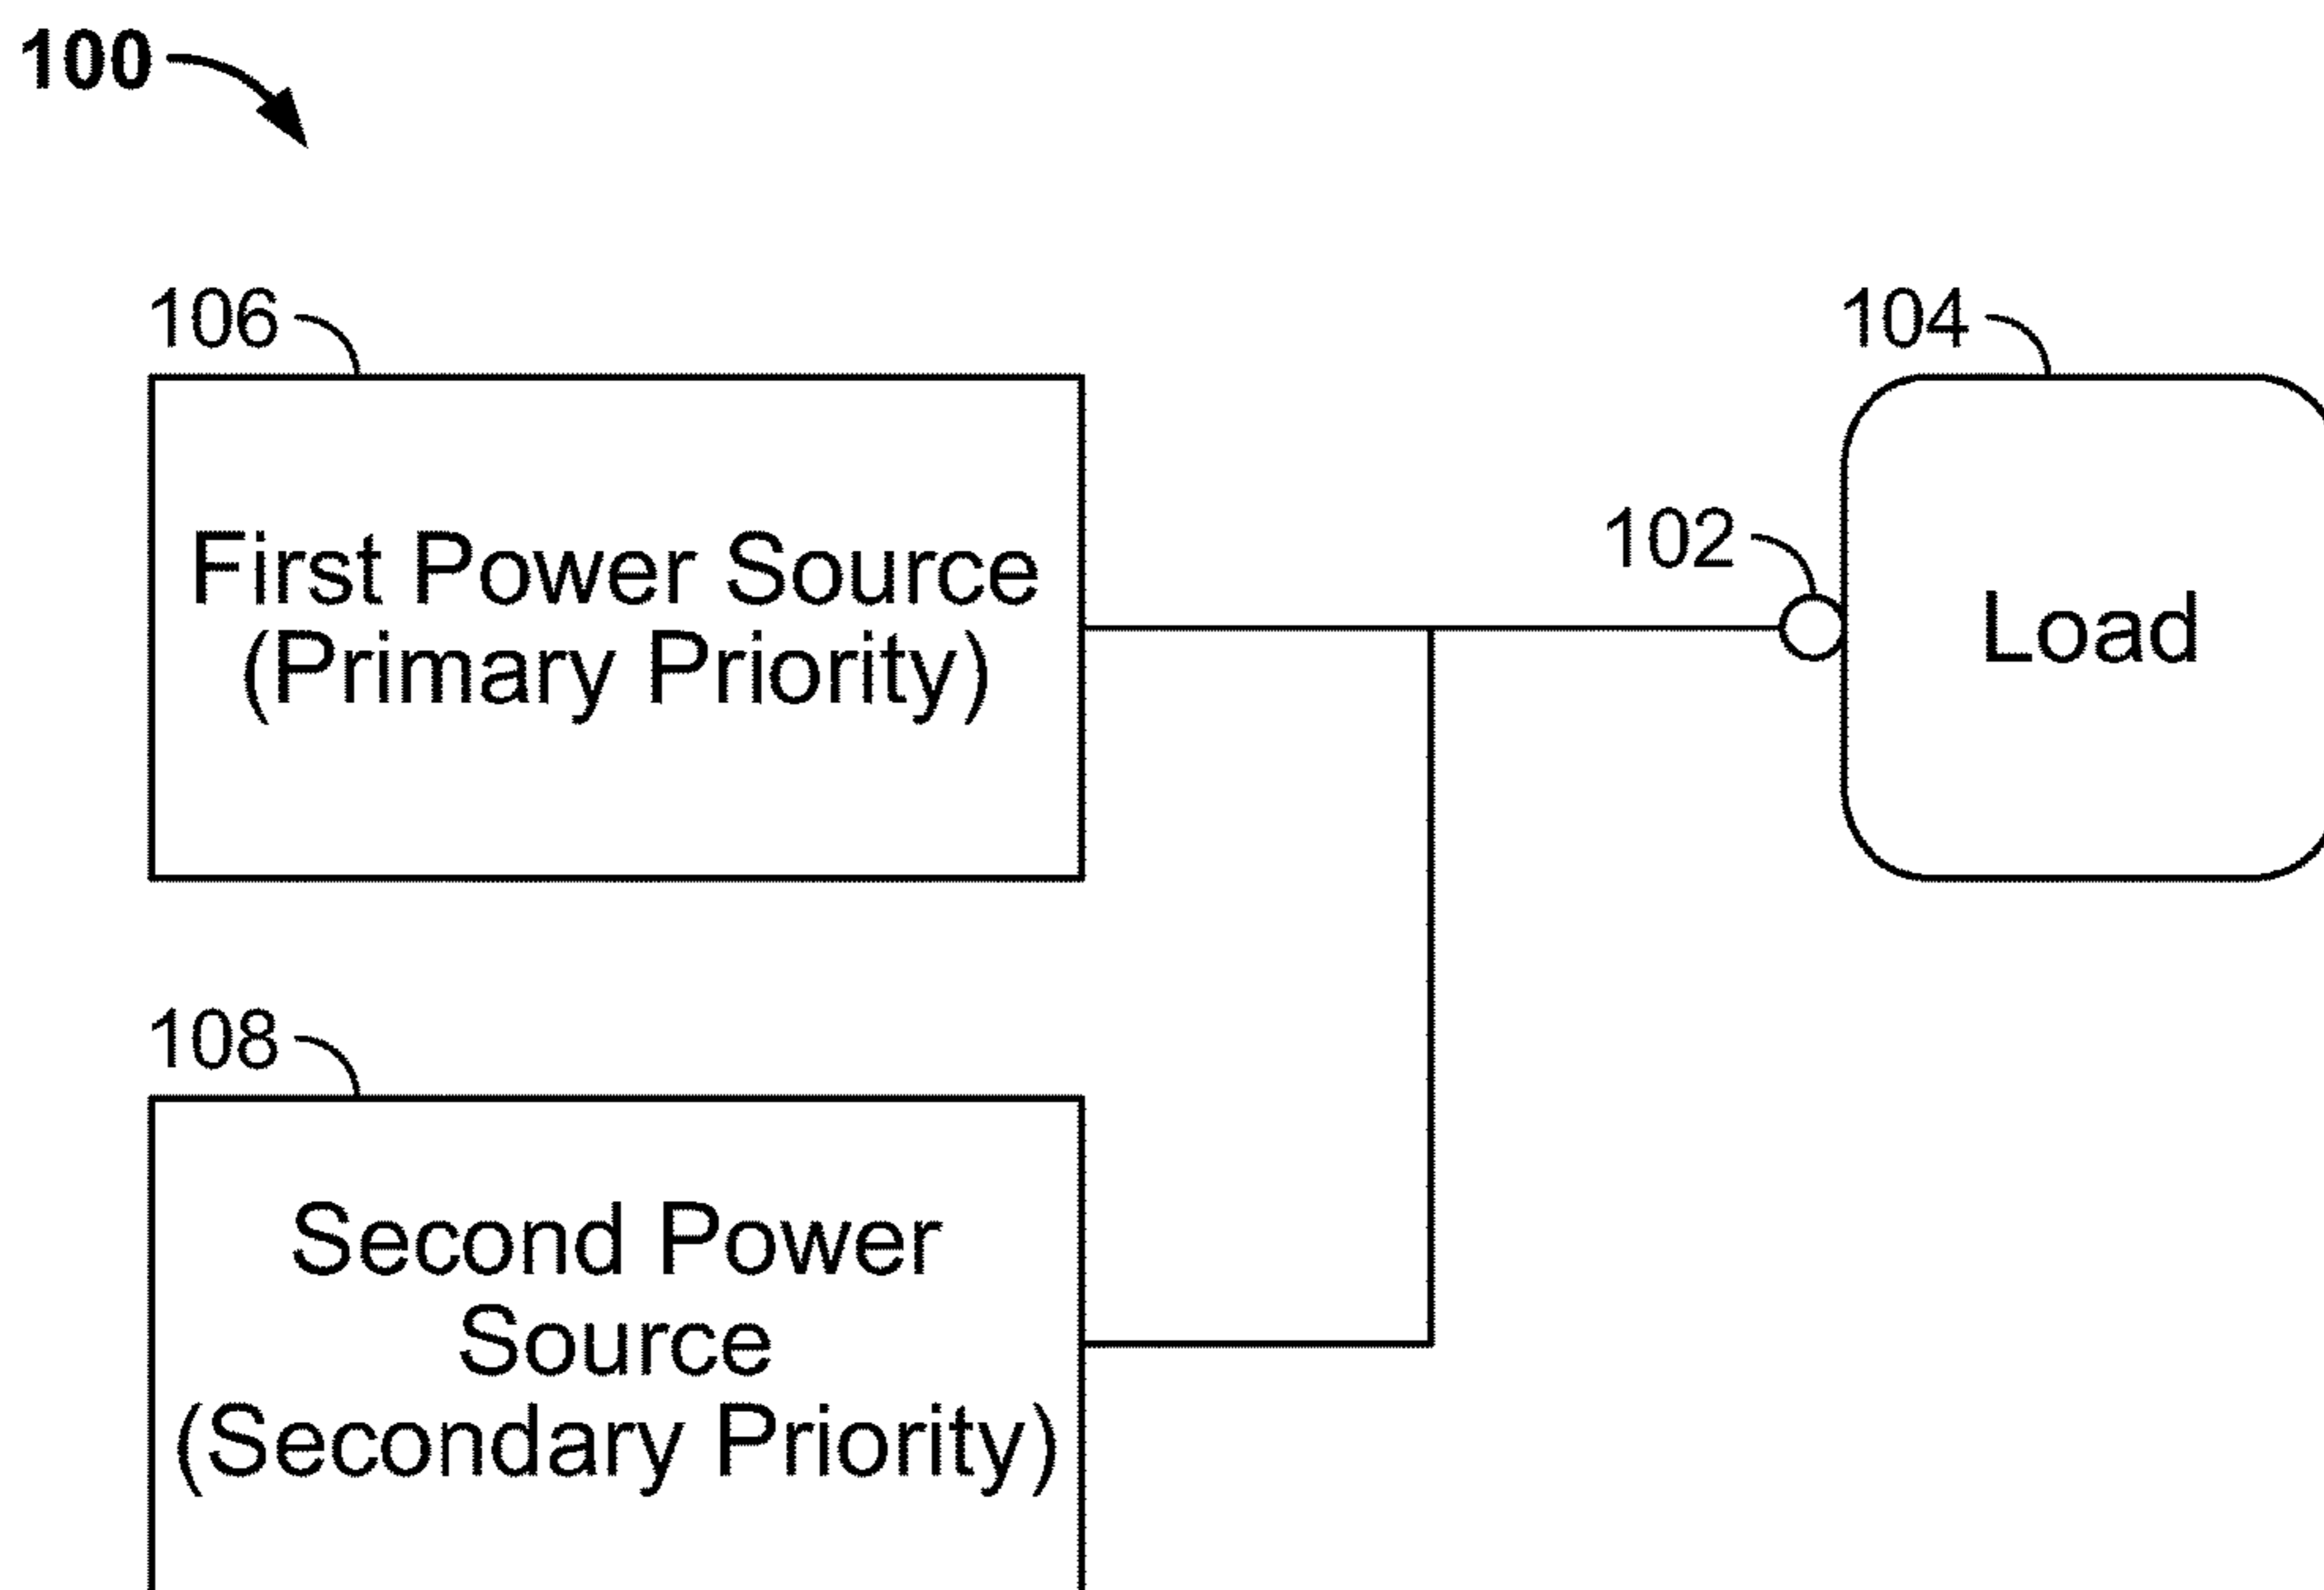 100
106
104
First Power Source
(Primary Priority)
102
Load
108
Second Power
Source
(Secondary Priority)